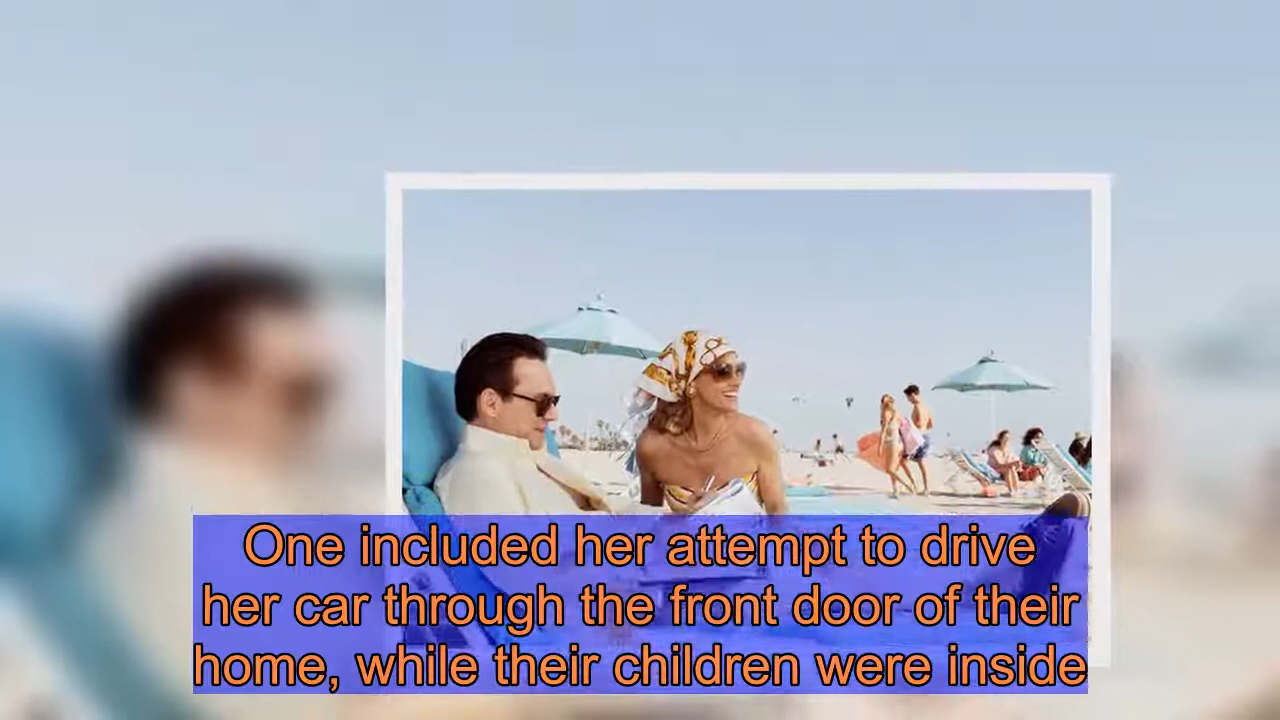 One included her attempt to drive
her car through the front door of their
home, while their children were inside